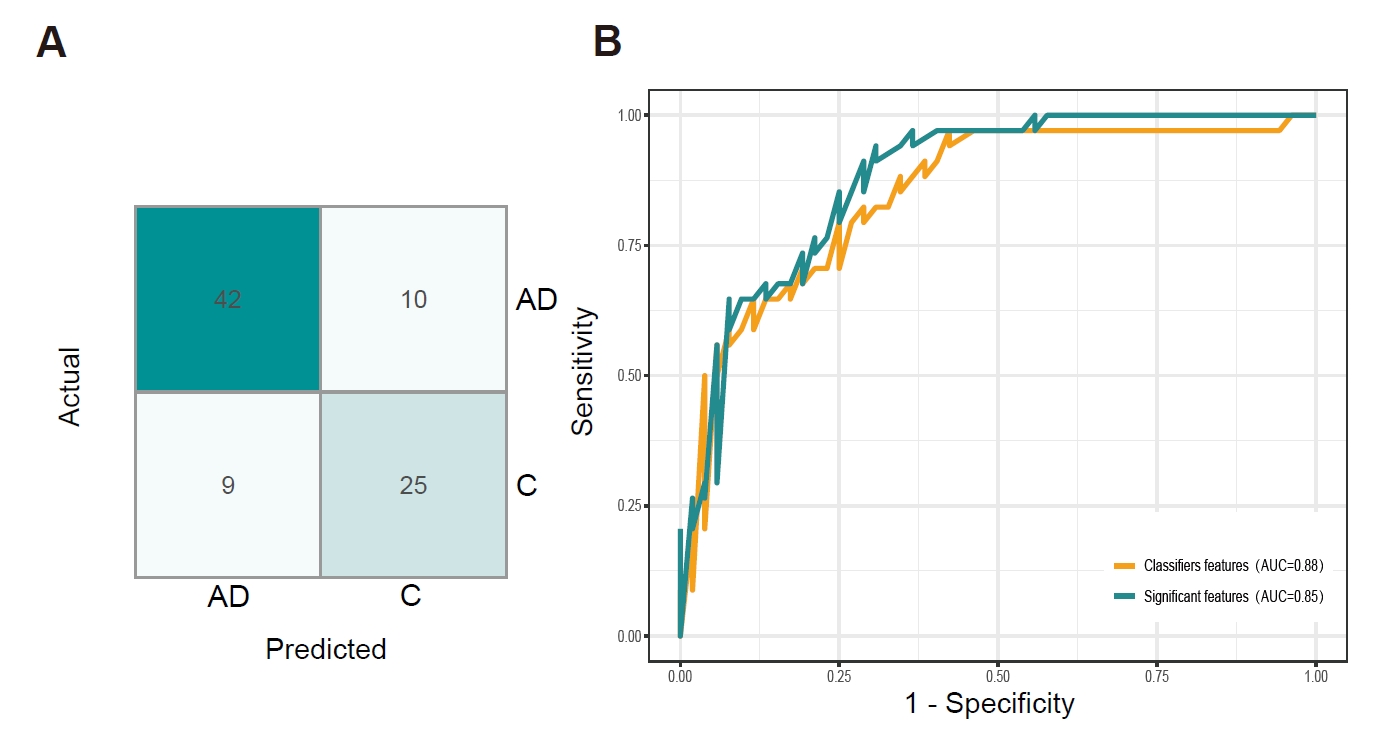 A
42
10
AD
9
25
C
AD
C
Actual
Predicted
B
1.00
0.75
0.50
0.25
0.00
Sensitivity
0.00
0.25
0.50
0.75
1.00
1 - Specificity
Classifiers features（AUC=0.88）
Significant features（AUC=0.85）